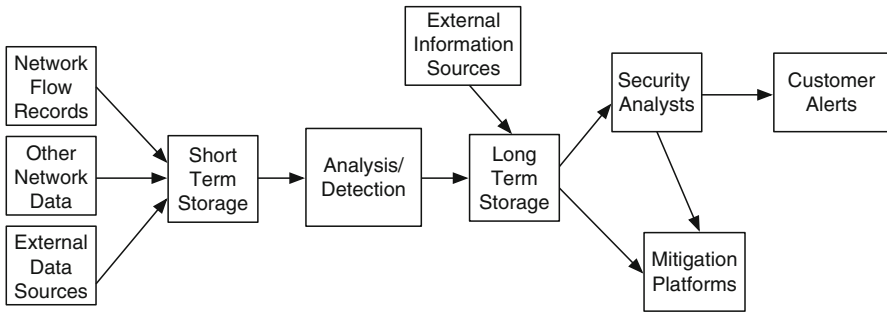 Network
Flow
Records
Other
Network
Data
External
Data
Sources
Short
Term
Storage
Analysis/
Detection
External
Information
Sources
Long
Term
Storage
Security
Analysts
Customer
Alerts
Mitigation
Platforms